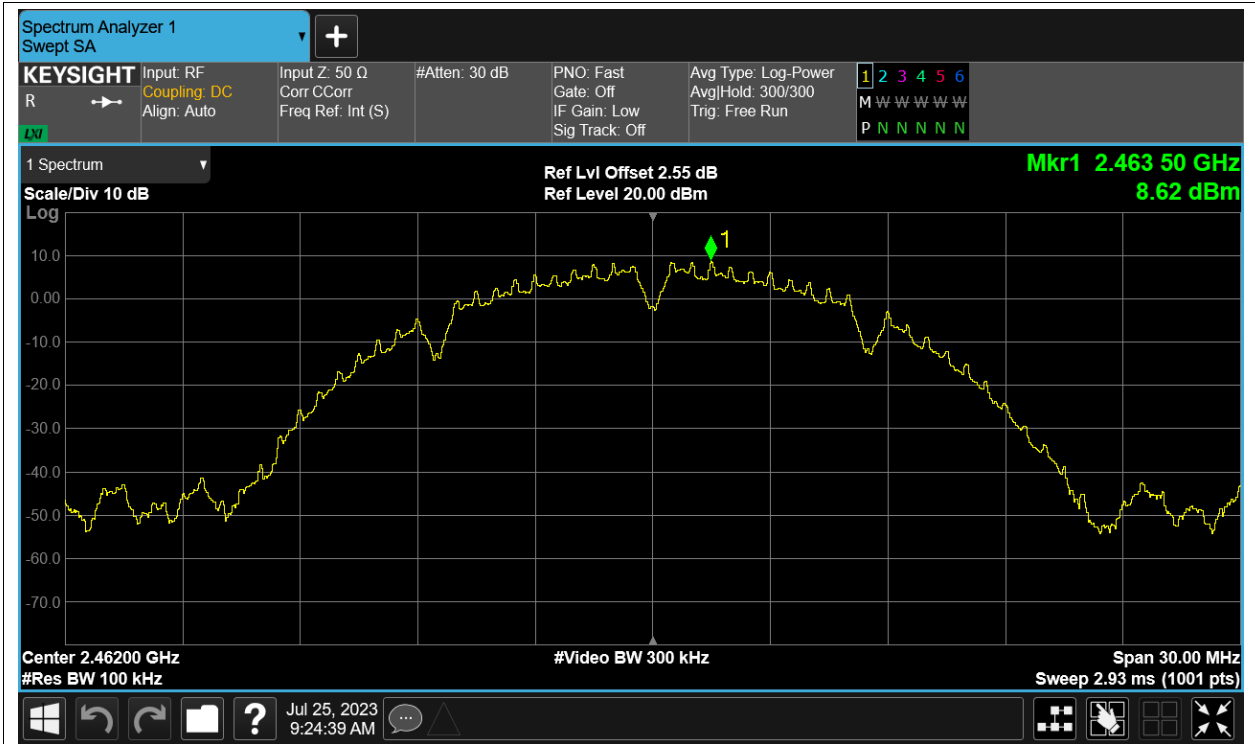 Spectrum Analyzer 1
Swept SA
KEYSIGHT
R
LXI
Input: RF
Coupling: DC
Align: Auto
Input Z: 50 Ω
Corr CCorr
Freq Ref: Int (S)
#Atten: 30 dB
PNO: Fast
Gate: Off
IF Gain: Low
Sig Track: Off
Avg Type: Log-Power
Avg|Hold: 300/300
Trig: Free Run
1 2 3 4 5 6
M W W W W W
P N N N N N
1 Spectrum
Scale/Div 10 dB
Log
Ref Lvl Offset 2.55 dB
Ref Level 20.00 dBm
Mkr1 2.463 50 GHz
8.62 dBm
1
10.0
0.00
-10.0
-20.0
-30.0
-40.0
-50.0
-60.0
-70.0
Center 2.46200 GHz
#Res BW 100 kHz
#Video BW 300 kHz
Span 30.00 MHz
Sweep 2.93 ms (1001 pts)
?
Jul 25, 2023
9:24:39 AM